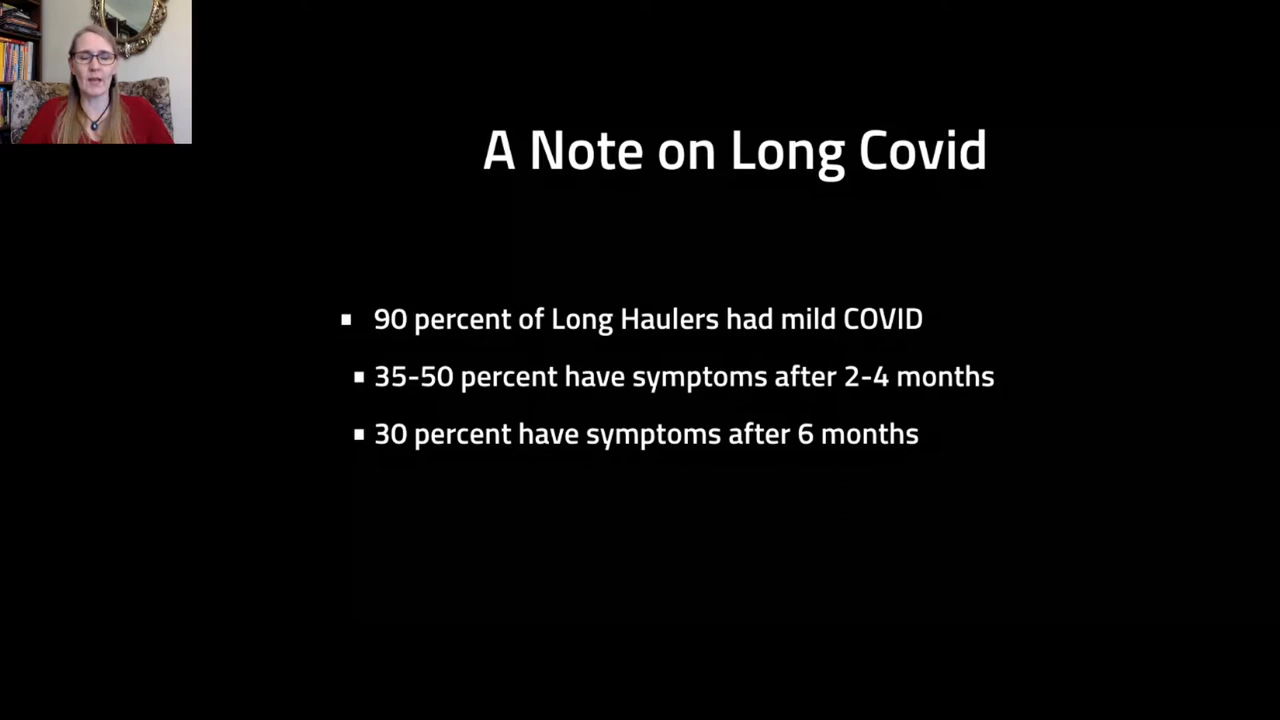 A Note on Long Covid
▪ 90 percent of Long Haulers had mild COVID
▪ 35-50 percent have symptoms after 2-4 months
▪ 30 percent have symptoms after 6 months